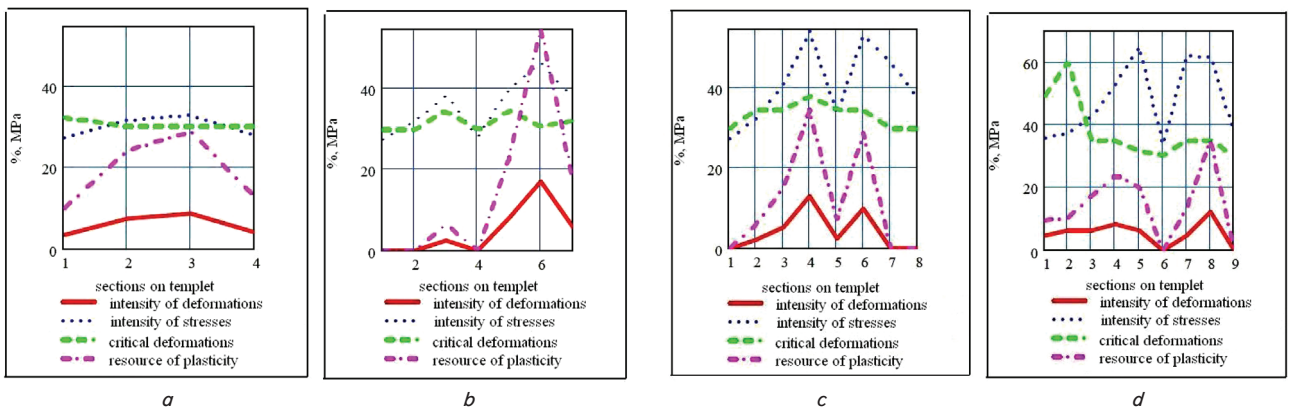 %, MPa
40
20
0
1 2 3 4
sections on templet
intensity of deformations
intensity of stresses
critical deformations
resource of plasticity
a
%, MPa
40
20
0
2 4 6
sections on templet
intensity of deformations
intensity of stresses
critical deformations
resource of plasticity
b
%, MPa
40
20
0
1 2 3 4 5 6 7 8
sections on templet
intensity of deformations
intensity of stresses
critical deformations
resource of plasticity
c
%, MPa
60
40
20
0
1 2 3 4 5 6 7 8 9
sections on templet
intensity of deformations
intensity of stresses
critical deformations
resource of plasticity
d